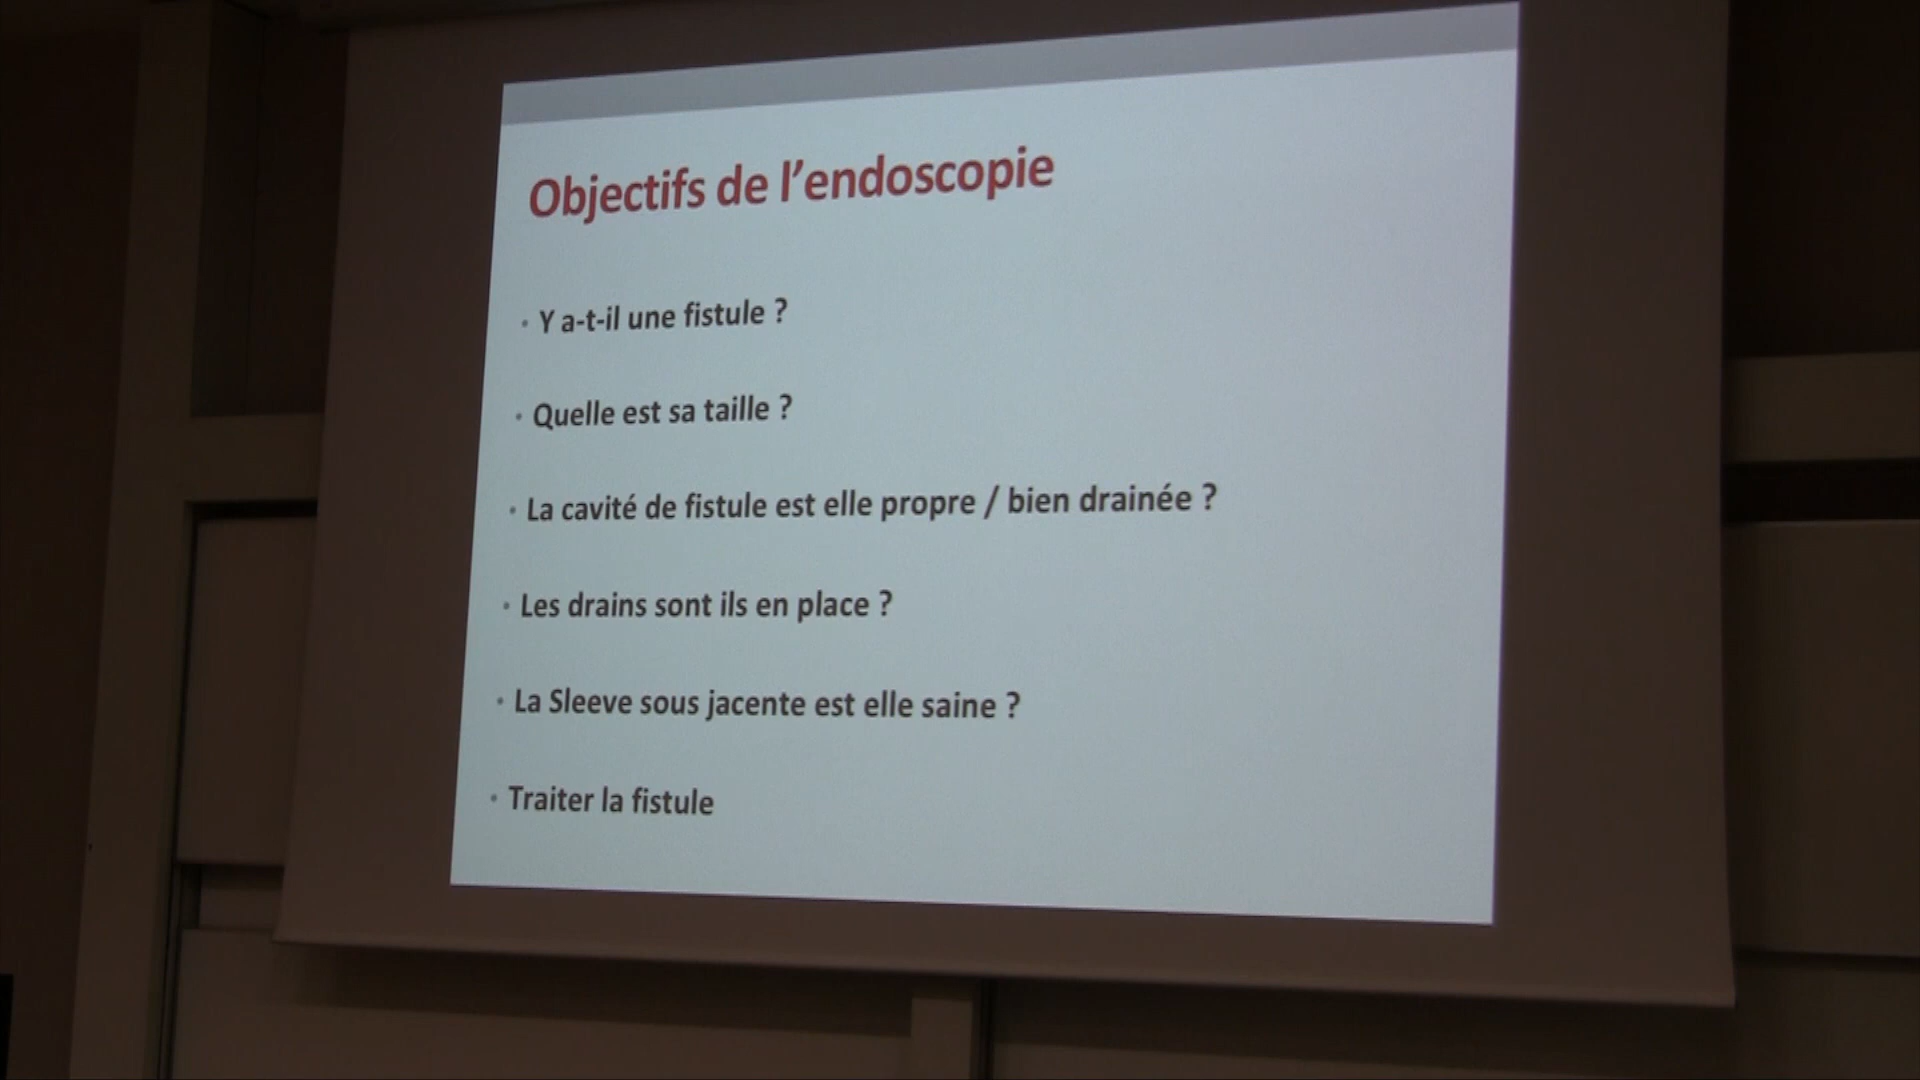 Objectifs de l'endoscopie
• Y a-t-il une fistule ?
• Quelle est sa taille ?
• La cavité de fistule est elle propre / bien drainée ?
• Les drains sont ils en place ?
• La Sleeve sous jacente est elle saine ?
• Traiter la fistule